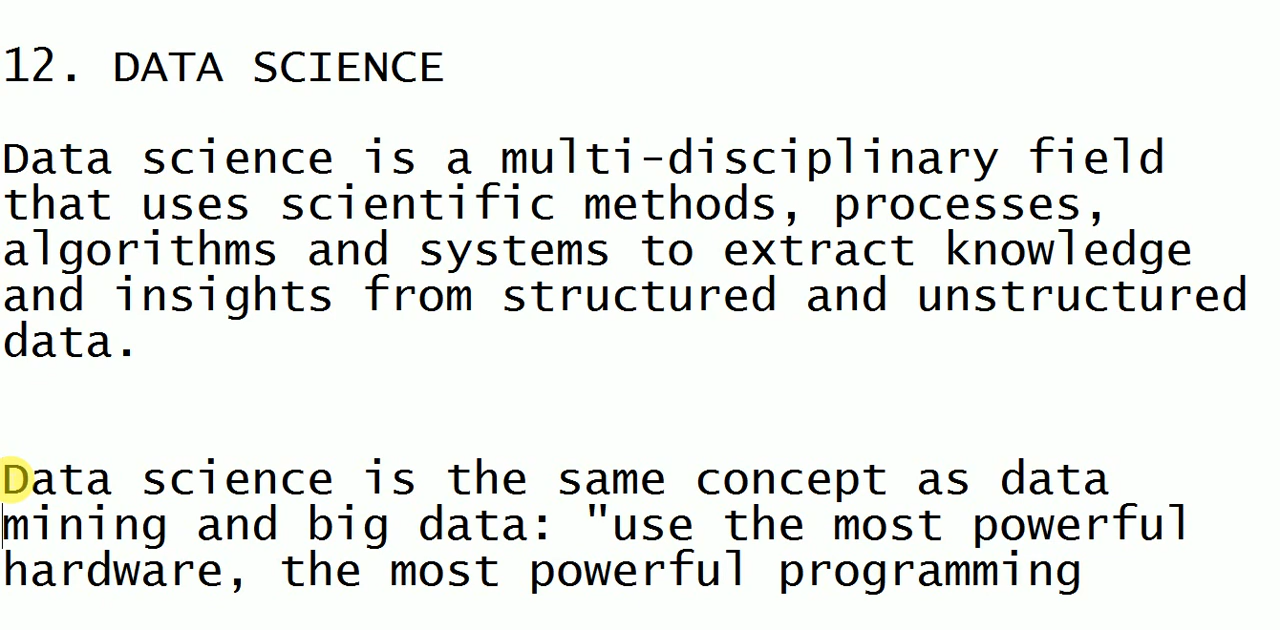 12. DATA SCIENCE
Data science is a multi-disciplinary field
that uses scientific methods, processes,
algorithms and systems to extract knowledge
and insights from structured and unstructured
data.
Data science is the same concept as data
mining and big data: "use the most powerful
hardware, the most powerful programming